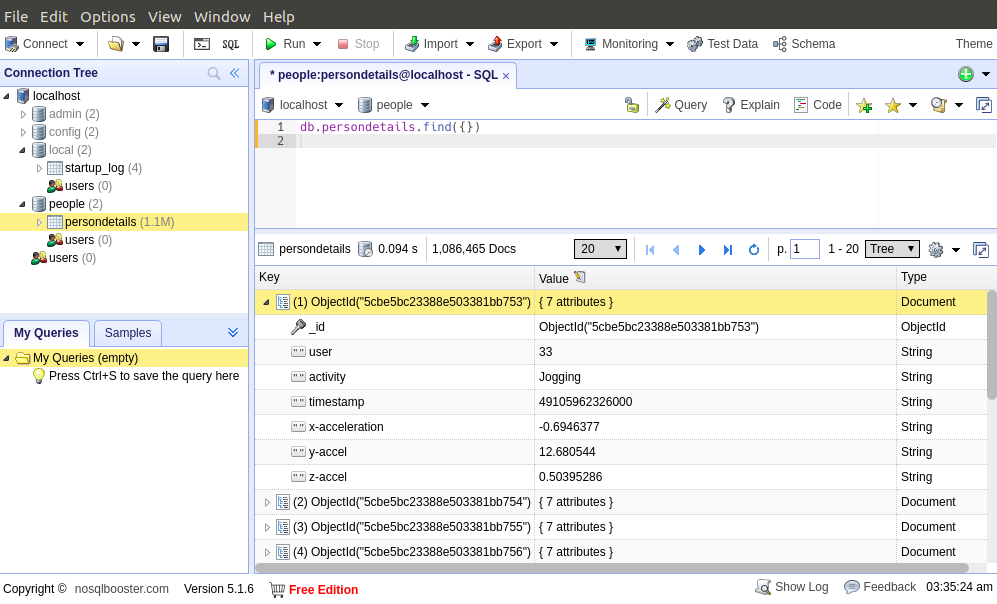 File Edit Options View Window Help
Connect Run Stop Import Export Monitoring Test Data Schema Theme
SQL
Connection Tree
localhost
admin (2)
config (2)
local (2)
startup_log (4)
users (0)
people (2)
persondetails (1.1M)
users (0)
users (0)
My Queries Samples
My Queries (empty)
Press Ctrl+S to save the query here
* people:persondetails@localhost - SQL ×
localhost people Query Explain Code
1 db.persondetails.find({})
2
persondetails 0.094 s 1,086,465 Docs 20 p. 1 1 - 20 Tree
Key Value Type
(1) ObjectId("5cbe5bc23388e503381bb753") { 7 attributes } Document
_id ObjectId("5cbe5bc23388e503381bb753") ObjectId
" " user 33 String
" " activity Jogging String
" " timestamp 49105962326000 String
" " x-acceleration -0.6946377 String
" " y-accel 12.680544 String
" " z-accel 0.50395286 String
(2) ObjectId("5cbe5bc23388e503381bb754") { 7 attributes } Document
(3) ObjectId("5cbe5bc23388e503381bb755") { 7 attributes } Document
(4) ObjectId("5cbe5bc23388e503381bb756") { 7 attributes } Document
Copyright © nosqlbooster.com Version 5.1.6 Free Edition Show Log Feedback 03:35:24 am